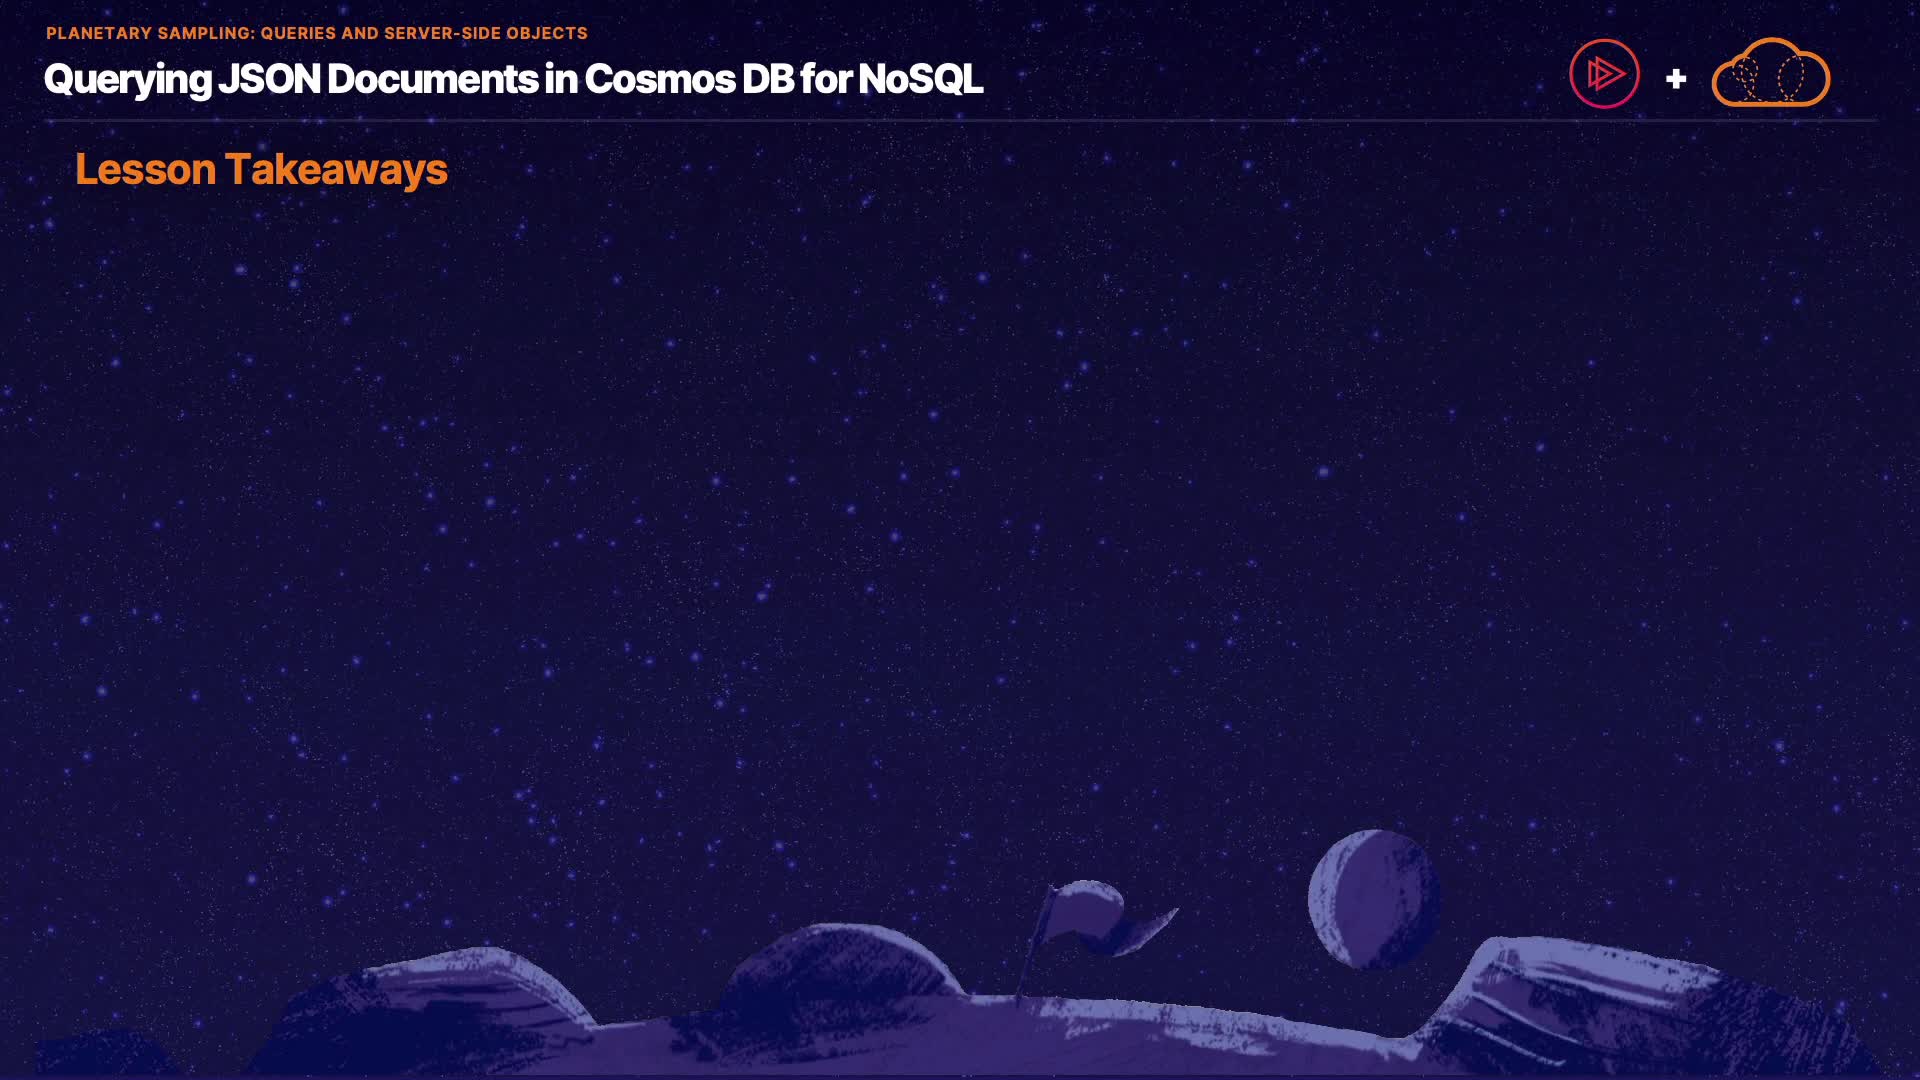 PLANETARY SAMPLING: QUERIES AND SERVER-SIDE OBJECTS
Querying JSON Documents in Cosmos DB for NoSQL
+
Lesson Takeaways